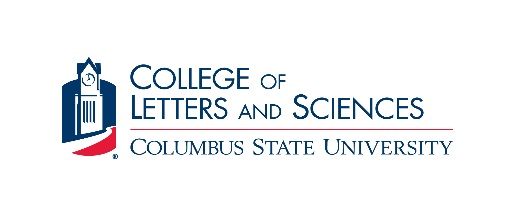 COLLEGE OF
LETTERS AND SCIENCES
COLUMBUS STATE UNIVERSITY
®